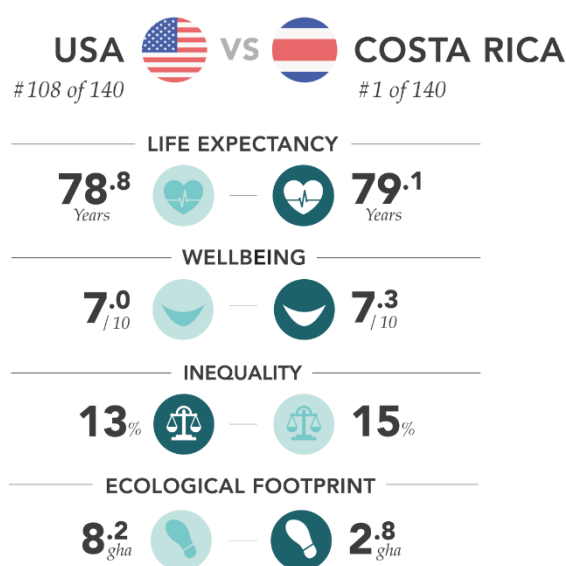 USA VS COSTA RICA
#108 of 140 #1 of 140
LIFE EXPECTANCY
78.8 79.1
Years Years
WELLBEING
7.0 7.3
/10 /10
INEQUALITY
13% 15%
ECOLOGICAL FOOTPRINT
8.2 2.8
gha gha